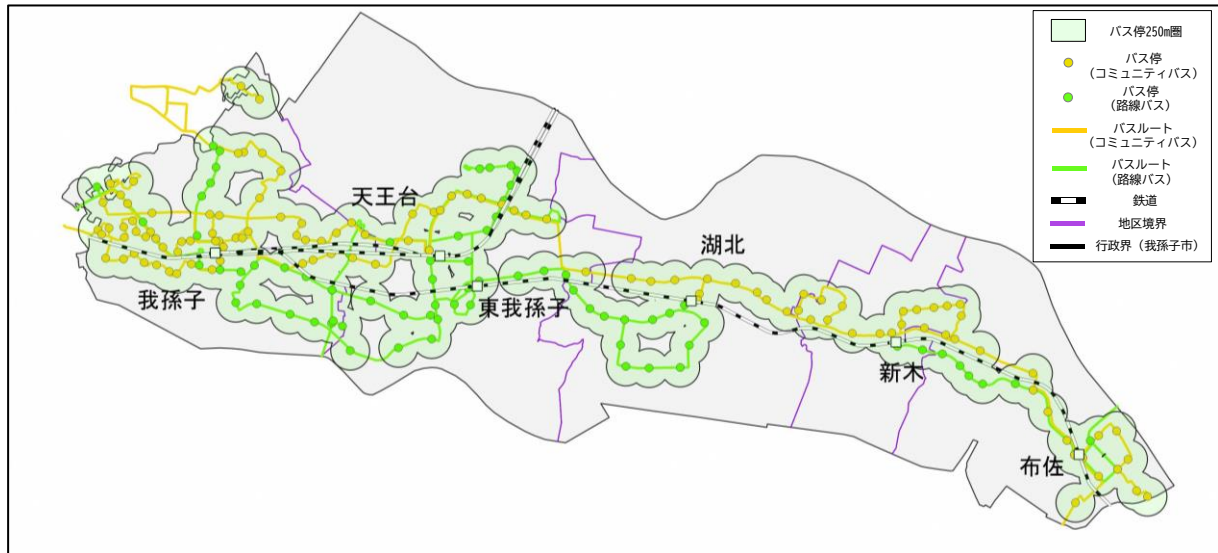 バス停250m圏
バス停
(コミュニティバス)
バス停
(路線バス)
バスルート
(コミュニティバス)
バスルート
(路線バス)
鉄道
地区境界
行政界(我孫子市)
天王台
湖北
我孫子
東我孫子
新木
布佐